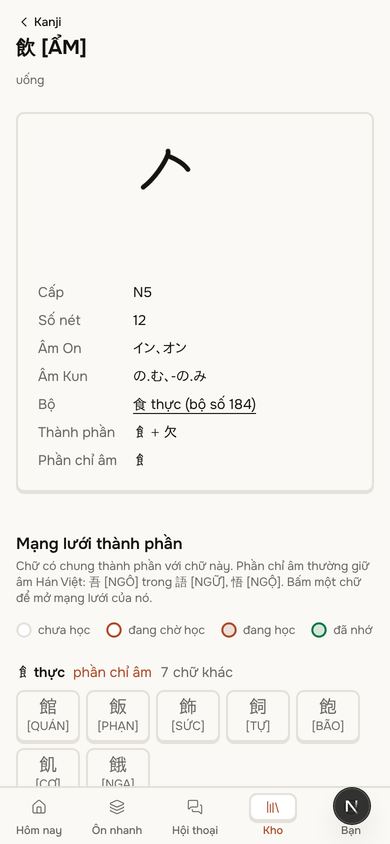 Kanji
飲 [ẨM]
uống
Cấp N5
Số nét 12
Âm On イン、オン
Âm Kun の.む、-の.み
Bộ 食 thực (bộ số 184)
Thành phần 飠 + 欠
Phần chỉ âm 飠
Mạng lưới thành phần
Chữ có chung thành phần với chữ này. Phần chỉ âm thường giữ
âm Hán Việt: 吾 [NGÔ] trong 語 [NGỮ], 悟 [NGỘ]. Bấm một chữ
để mở mạng lưới của nó.
chưa học đang chờ học đang học đã nhớ
飠 thực phần chỉ âm 7 chữ khác
館 飯 飾 飼 飽
[QUÁN] [PHẠN] [SỨC] [TỰ] [BÃO]
飢 餓
[CƠ] [NGẠ]
N
Hôm nay Ôn nhanh Hội thoại Kho Bạn